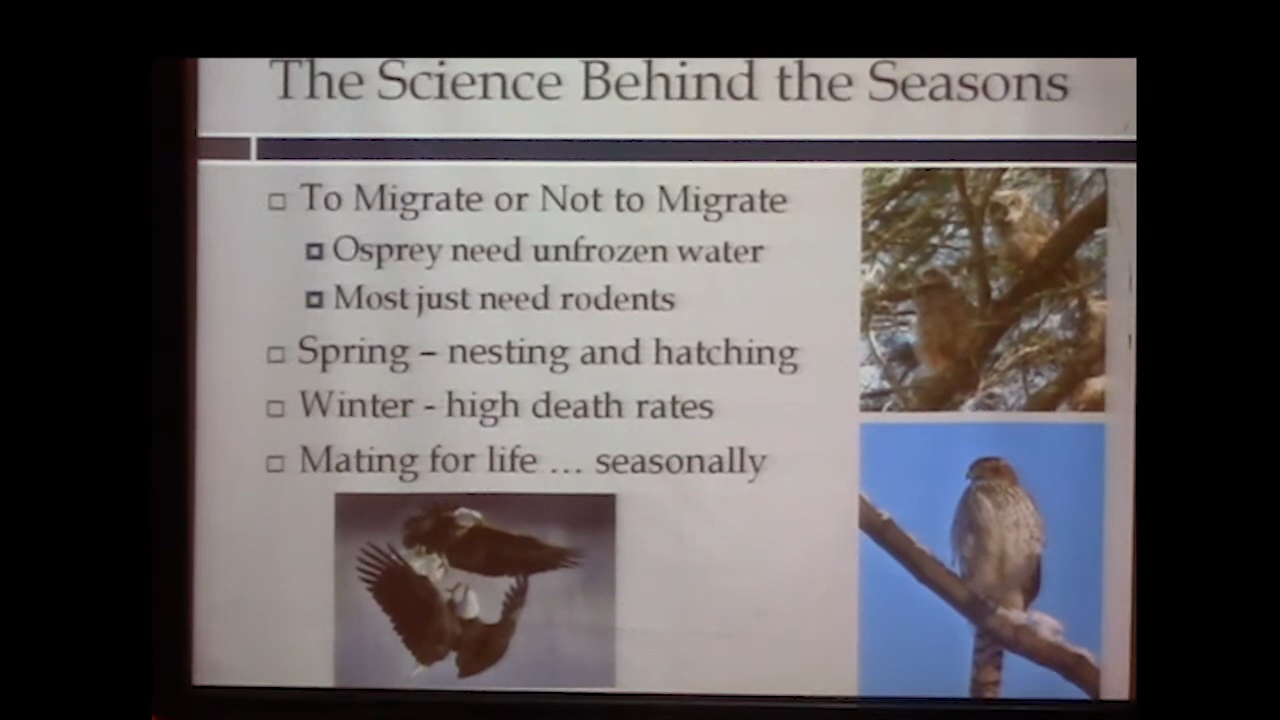 The Science Behind the Seasons
To Migrate or Not to Migrate
Osprey need unfrozen water
Most just need rodents
Spring – nesting and hatching
Winter - high death rates
Mating for life ... seasonally